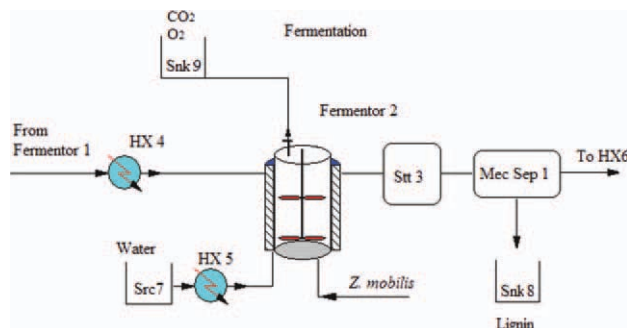 CO2
O2
Snk 9
Fermentation
Fermentor 2
From
Fermentor 1
HX 4
Stt 3
Mec Sep 1
To HX6
Water
Src7
HX 5
Z. mobilis
Snk 8
Lignin